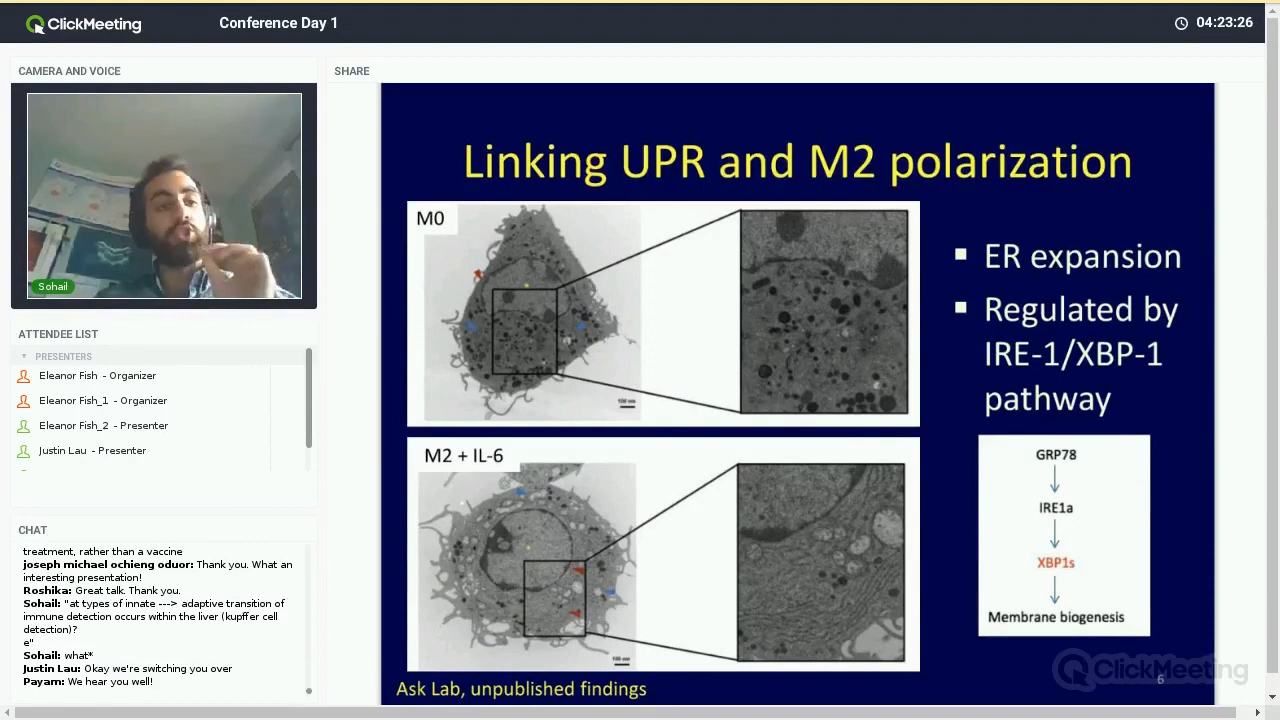 ClickMeeting
Conference Day 1
04:23:26
CAMERA AND VOICE
Sohail
ATTENDEE LIST
PRESENTERS
Eleanor Fish - Organizer
Eleanor Fish_1 - Organizer
Eleanor Fish_2 - Presenter
Justin Lau - Presenter
CHAT
treatment, rather than a vaccine
joseph michael ochieng oduor: Thank you. What an
interesting presentation!
Roshika: Great talk. Thank you.
Sohail: "at types of innate ---> adaptive transition of
immune detection occurs within the liver (kupffer cell
detection)?
e"
Sohail: what*
Justin Lau: Okay we're switching you over
Payam: We hear you well!
SHARE
Linking UPR and M2 polarization
M0
100 nm
M2 + IL-6
100 nm
Ask Lab, unpublished findings
ER expansion
Regulated by
IRE-1/XBP-1
pathway
GRP78
IRE1a
XBP1s
Membrane biogenesis
ClickMeeting
6